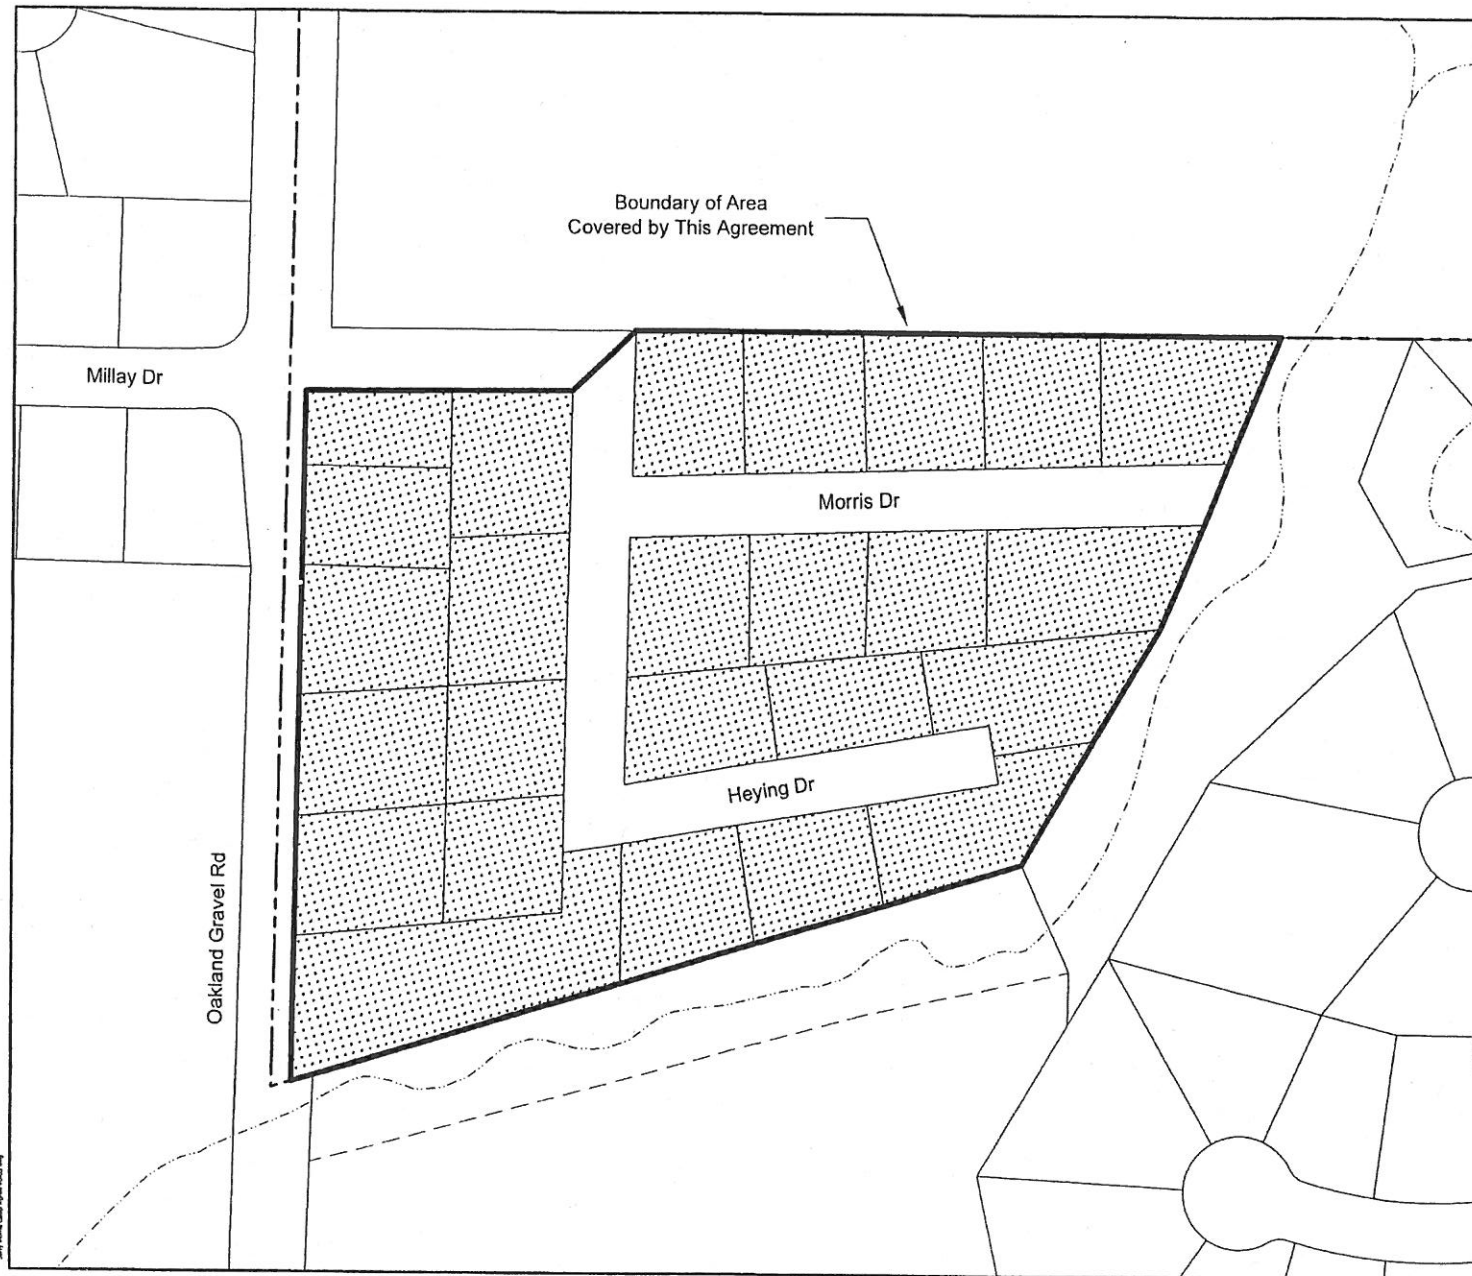 Boundary of Area
Covered by This Agreement
Millay Dr
Morris Dr
Heying Dr
Oakland Gravel Rd